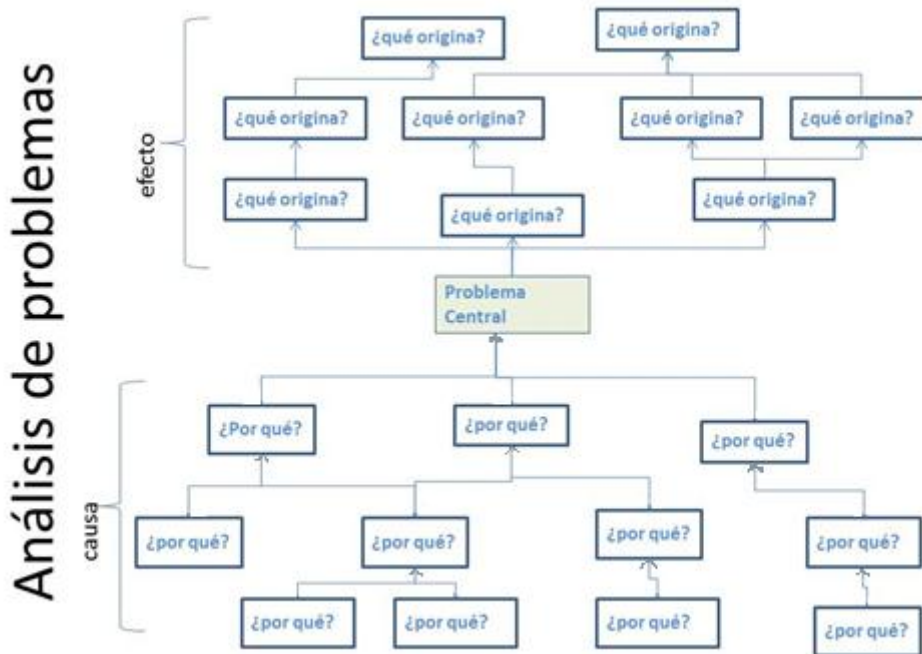 Análisis de problemas
efecto
¿qué origina?
¿qué origina?
¿qué origina?
¿qué origina?
¿qué origina?
¿qué origina?
¿qué origina?
¿qué origina?
¿qué origina?
Problema
Central
causa
¿Por qué?
¿por qué?
¿por qué?
¿por qué?
¿por qué?
¿por qué?
¿por qué?
¿por qué?
¿por qué?
¿por qué?
¿por qué?